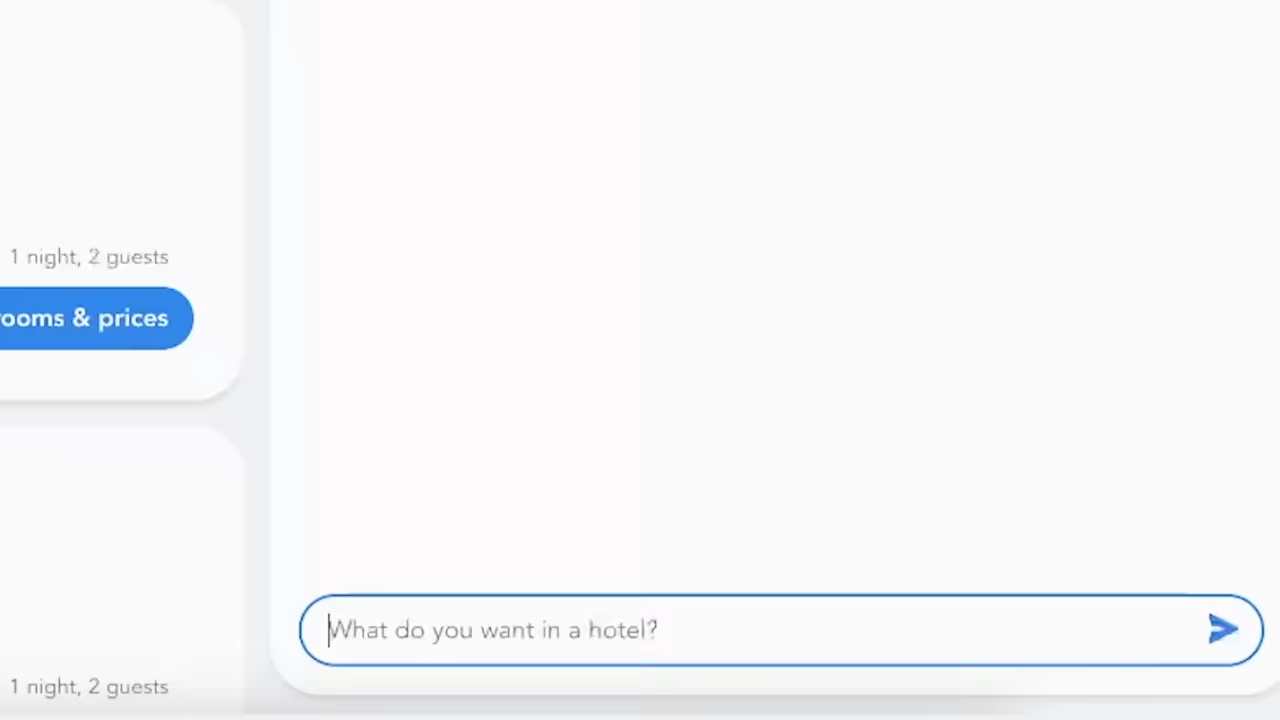 1 night, 2 guests
rooms & prices
What do you want in a hotel?
1 night, 2 guests